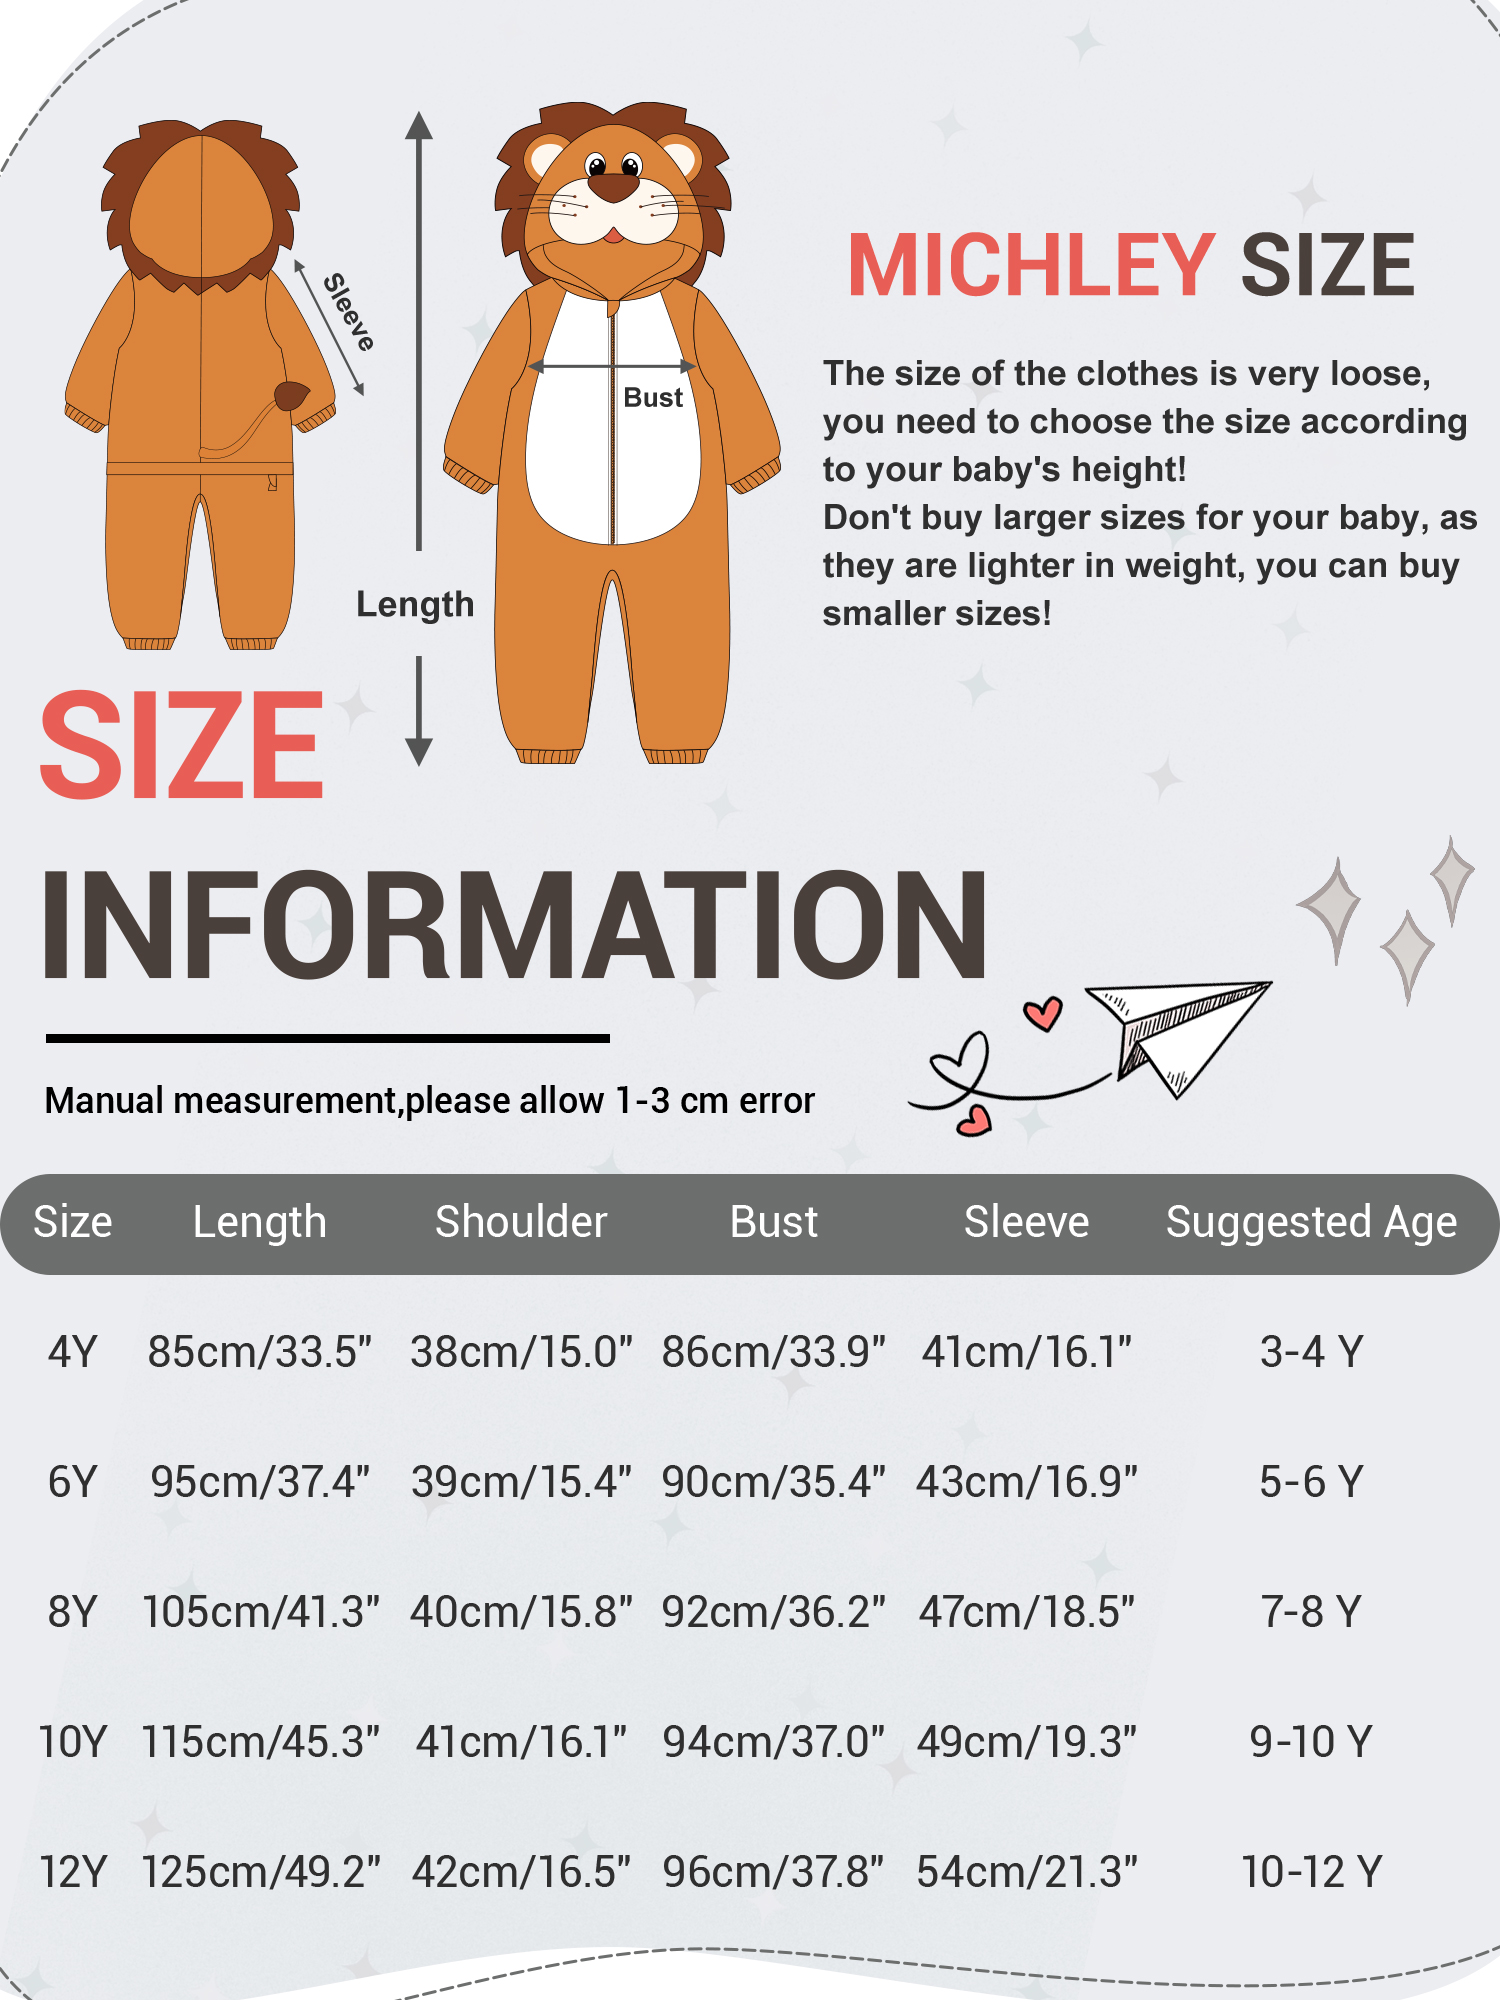 MICHLEY SIZE
The size of the clothes is very loose,
you need to choose the size according
to your baby's height!
Don't buy larger sizes for your baby, as
they are lighter in weight, you can buy
smaller sizes!
Sleeve
Bust
Length
SIZE
INFORMATION
Manual measurement,please allow 1-3 cm error
Size Length Shoulder Bust Sleeve Suggested Age
4Y 85cm/33.5" 38cm/15.0" 86cm/33.9" 41cm/16.1" 3-4 Y
6Y 95cm/37.4" 39cm/15.4" 90cm/35.4" 43cm/16.9" 5-6 Y
8Y 105cm/41.3" 40cm/15.8" 92cm/36.2" 47cm/18.5" 7-8 Y
10Y 115cm/45.3" 41cm/16.1" 94cm/37.0" 49cm/19.3" 9-10 Y
12Y 125cm/49.2" 42cm/16.5" 96cm/37.8" 54cm/21.3" 10-12 Y